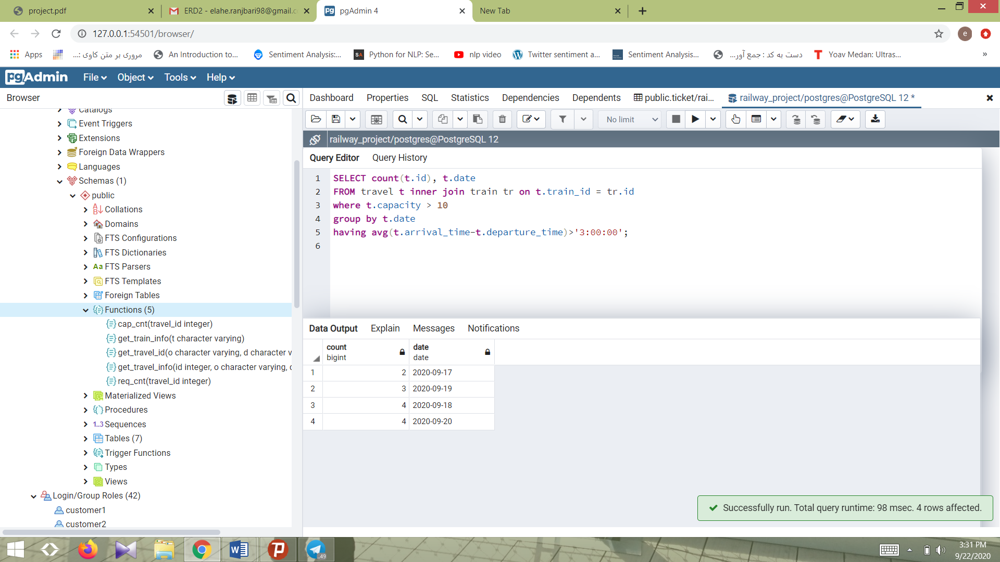 project.pdf
ERD2 - elahe.ranjbari98@gmail.c
pgAdmin 4
New Tab
127.0.0.1:54501/browser/
e
Apps
مروری بر متن کاوی :...
An Introduction to...
Sentiment Analysis:...
SA Python for NLP: Se...
nlp video
Twitter sentiment a...
Sentiment Analysis...
دست به کد : جمع آور...
Yoav Medan: Ultras...
»
pgAdmin File Object Tools Help
Browser
Dashboard Properties SQL Statistics Dependencies Dependents public.ticket/rai... railway_project/postgres@PostgreSQL 12 *
No limit
railway_project/postgres@PostgreSQL 12
Query Editor Query History
1 SELECT count(t.id), t.date
2 FROM travel t inner join train tr on t.train_id = tr.id
3 where t.capacity > 10
4 group by t.date
5 having avg(t.arrival_time-t.departure_time)>'3:00:00';
6
Data Output Explain Messages Notifications
count date
bigint date
1 2 2020-09-17
2 3 2020-09-19
3 4 2020-09-18
4 4 2020-09-20
Successfully run. Total query runtime: 98 msec. 4 rows affected.
Catalogs
Event Triggers
Extensions
Foreign Data Wrappers
Languages
Schemas (1)
public
Collations
Domains
FTS Configurations
FTS Dictionaries
Aa FTS Parsers
FTS Templates
Foreign Tables
Functions (5)
cap_cnt(travel_id integer)
get_train_info(t character varying)
get_travel_id(o character varying, d character v
get_travel_info(id integer, o character varying, d
req_cnt(travel_id integer)
Materialized Views
Procedures
1..3 Sequences
Tables (7)
Trigger Functions
Types
Views
Login/Group Roles (42)
customer1
customer2
..49
3:31 PM
9/22/2020